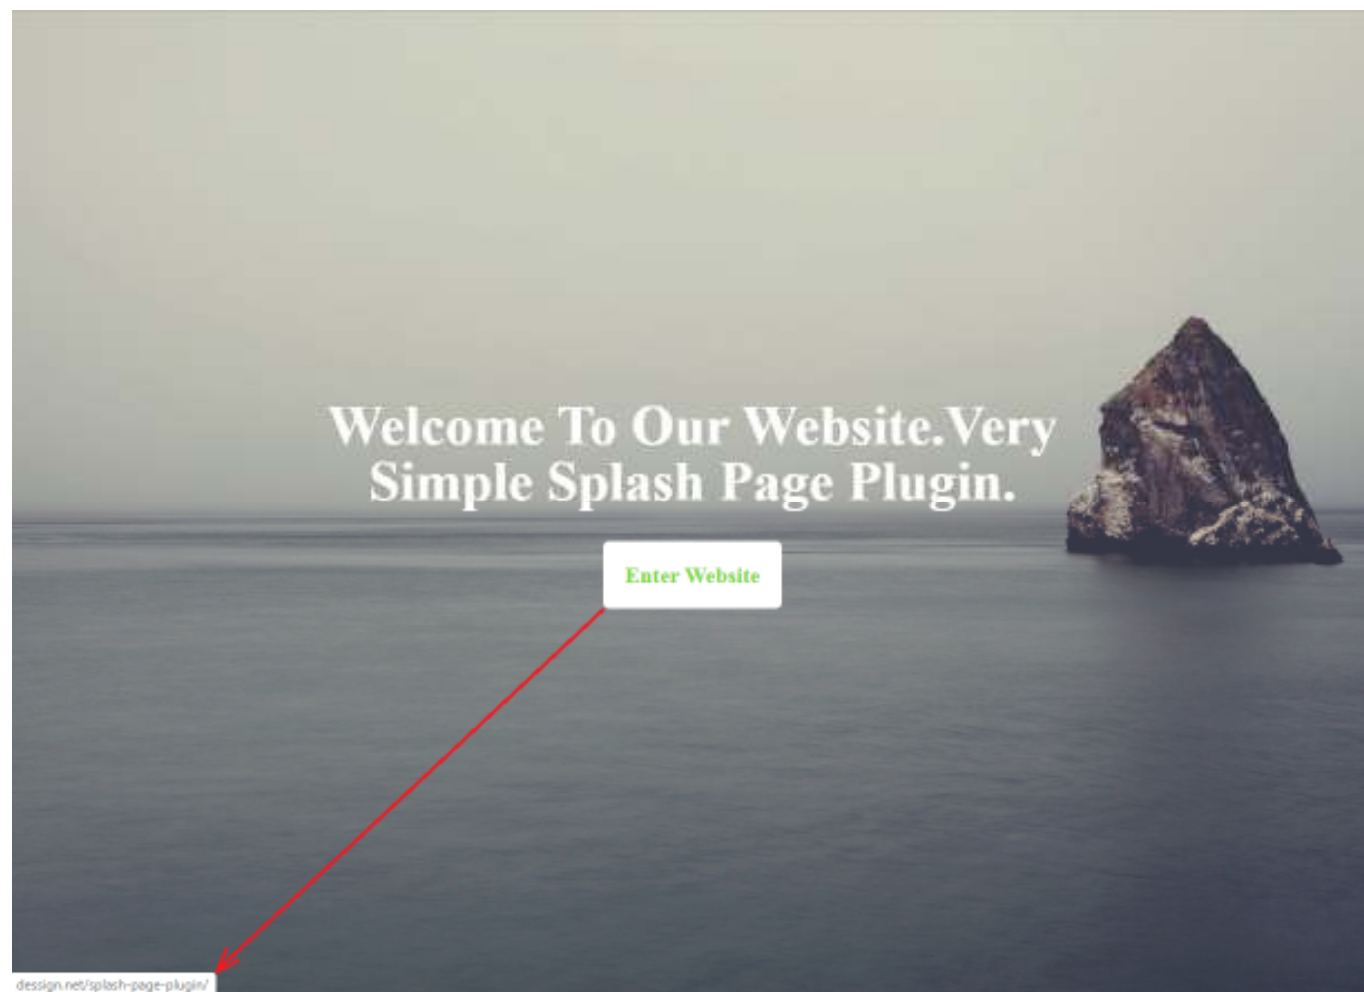 Welcome To Our Website.Very
Simple Splash Page Plugin.
Enter Website
dessign.net/splash-page-plugin/